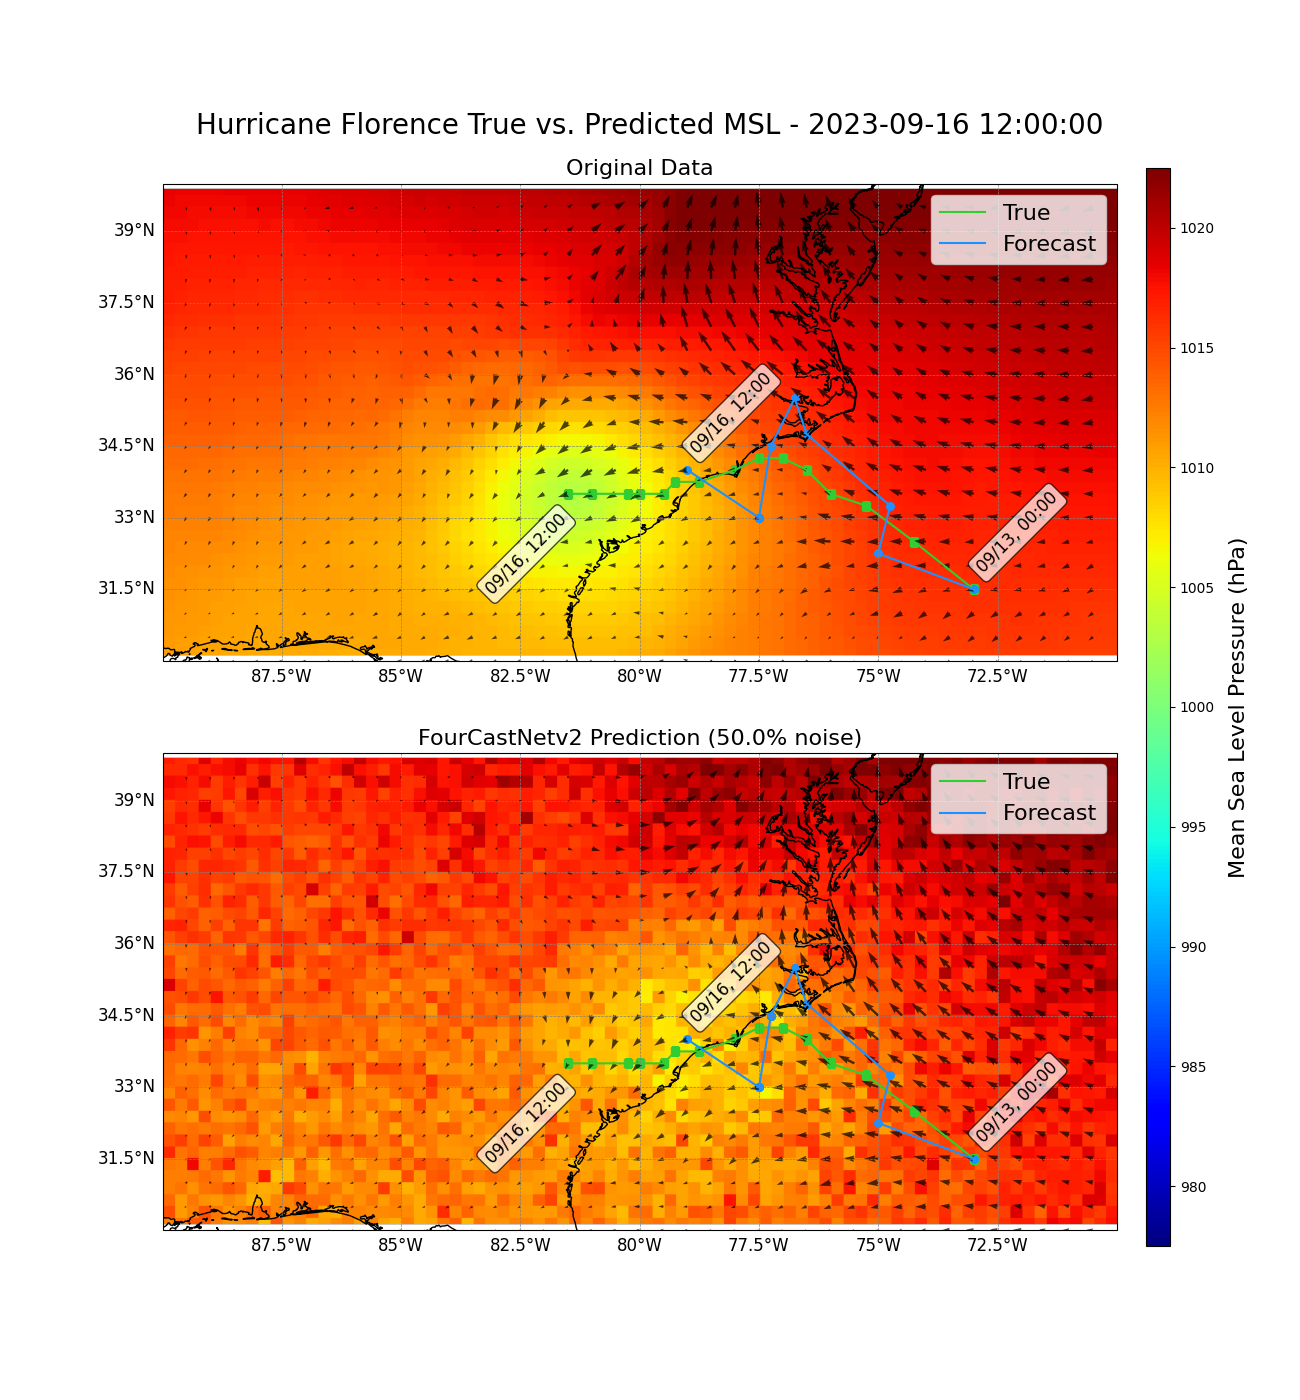 Hurricane Florence True vs. Predicted MSL - 2023-09-16 12:00:00
Original Data
True
Forecast
39°N
37.5°N
36°N
34.5°N
33°N
31.5°N
09/16, 12:00
09/16, 12:00
09/13, 00:00
87.5°W 85°W 82.5°W 80°W 77.5°W 75°W 72.5°W
FourCastNetv2 Prediction (50.0% noise)
True
Forecast
39°N
37.5°N
36°N
34.5°N
33°N
31.5°N
09/16, 12:00
09/16, 12:00
09/13, 00:00
87.5°W 85°W 82.5°W 80°W 77.5°W 75°W 72.5°W
1020
1015
1010
1005
1000
995
990
985
980
Mean Sea Level Pressure (hPa)